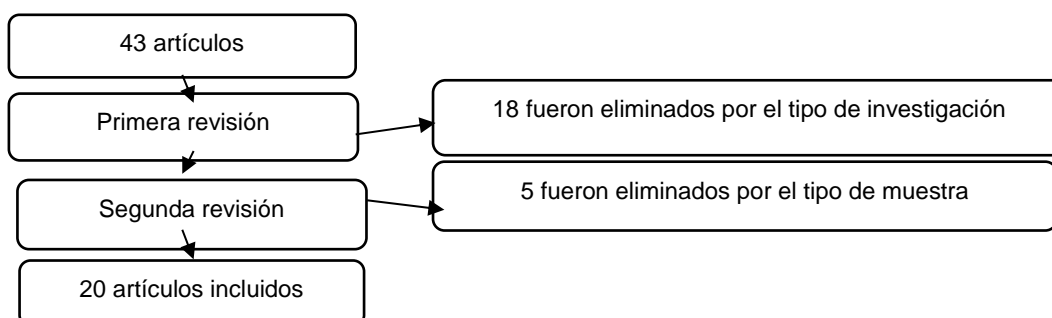 43 artículos
Primera revisión
18 fueron eliminados por el tipo de investigación
Segunda revisión
5 fueron eliminados por el tipo de muestra
20 artículos incluidos